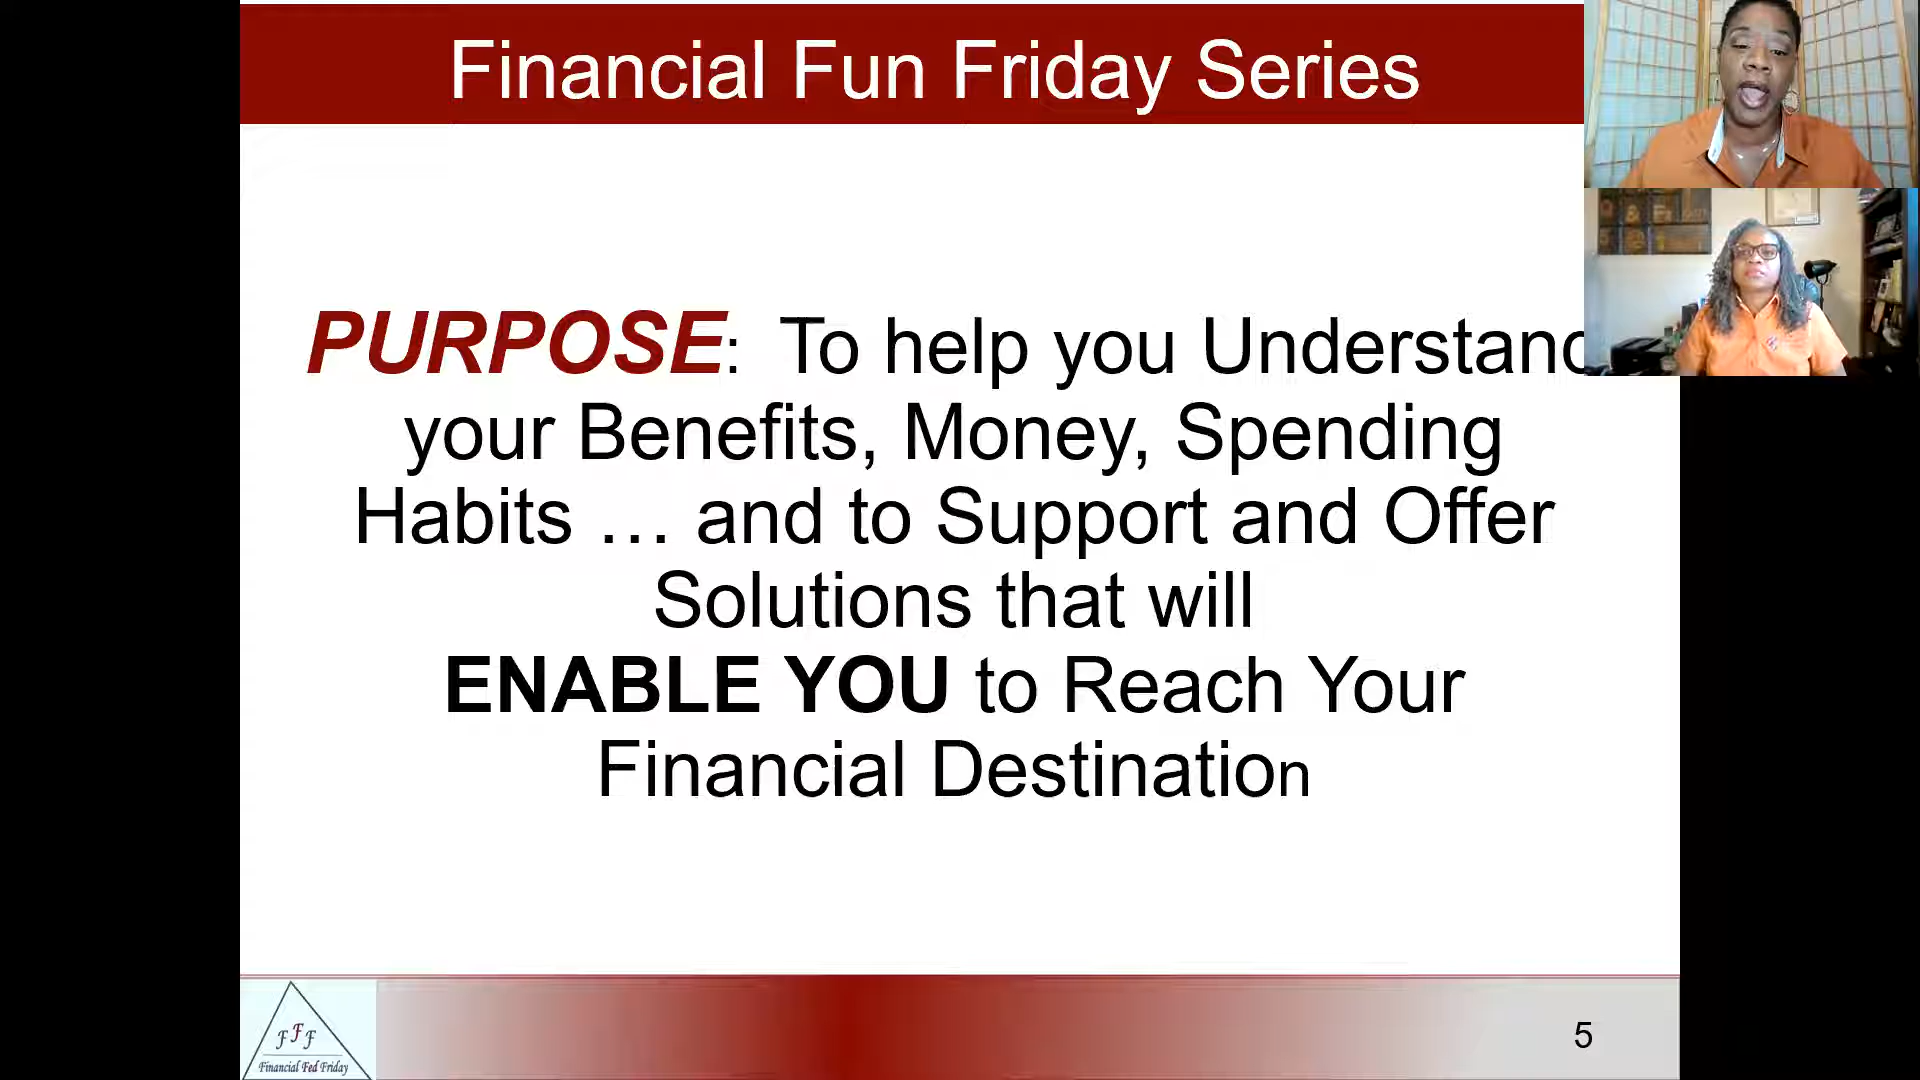 Financial Fun Friday Series
PURPOSE: To help you Understand
your Benefits, Money, Spending
Habits … and to Support and Offer
Solutions that will
ENABLE YOU to Reach Your
Financial Destination
F F F
Financial Fed Friday
5